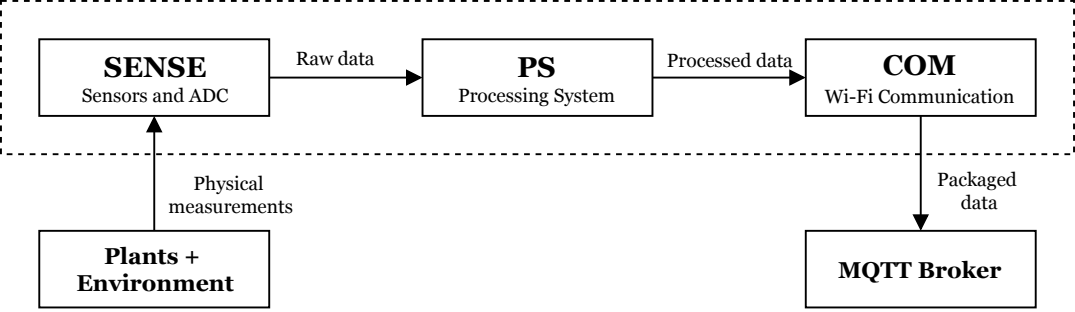 SENSE
Sensors and ADC
Raw data
PS
Processing System
Processed data
COM
Wi-Fi Communication
Physical
measurements
Packaged
data
Plants +
Environment
MQTT Broker